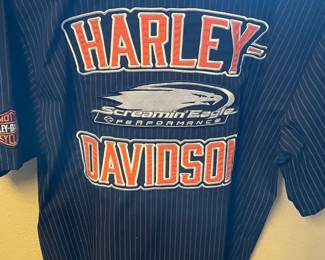 HARLEY-
Screamin' Eagle
PERFORMANCE
DAVIDSON